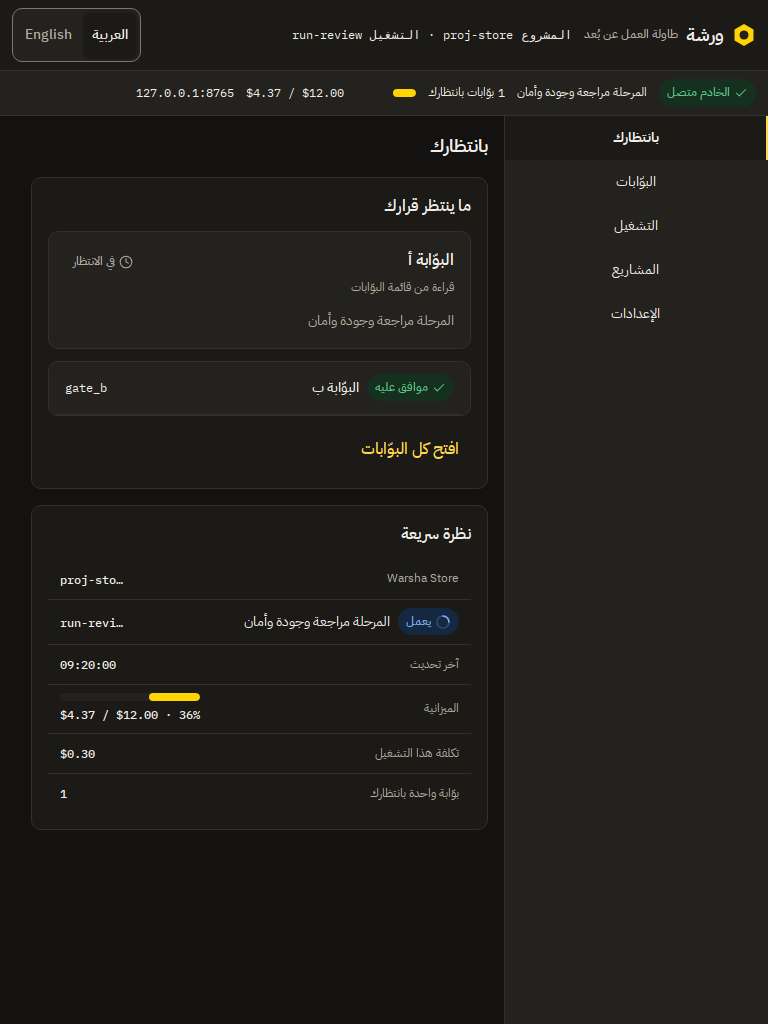 ورشة طاولة العمل عن بُعد المشروع proj-store · التشغيل run-review العربية English
الخادم متصل المرحلة مراجعة وجودة وأمان 1 بوّابات بانتظارك $4.37 / $12.00 127.0.0.1:8765
بانتظارك
البوّابات
التشغيل
المشاريع
الإعدادات
بانتظارك
ما ينتظر قرارك
البوّابة أ في الانتظار
قراءة من قائمة البوّابات
المرحلة مراجعة وجودة وأمان
موافق عليه البوّابة ب gate_b
افتح كل البوّابات
نظرة سريعة
Warsha Store proj-sto…
يعمل المرحلة مراجعة وجودة وأمان run-revi…
آخر تحديث 09:20:00
الميزانية $4.37 / $12.00 · 36%
تكلفة هذا التشغيل $0.30
بوّابة واحدة بانتظارك 1